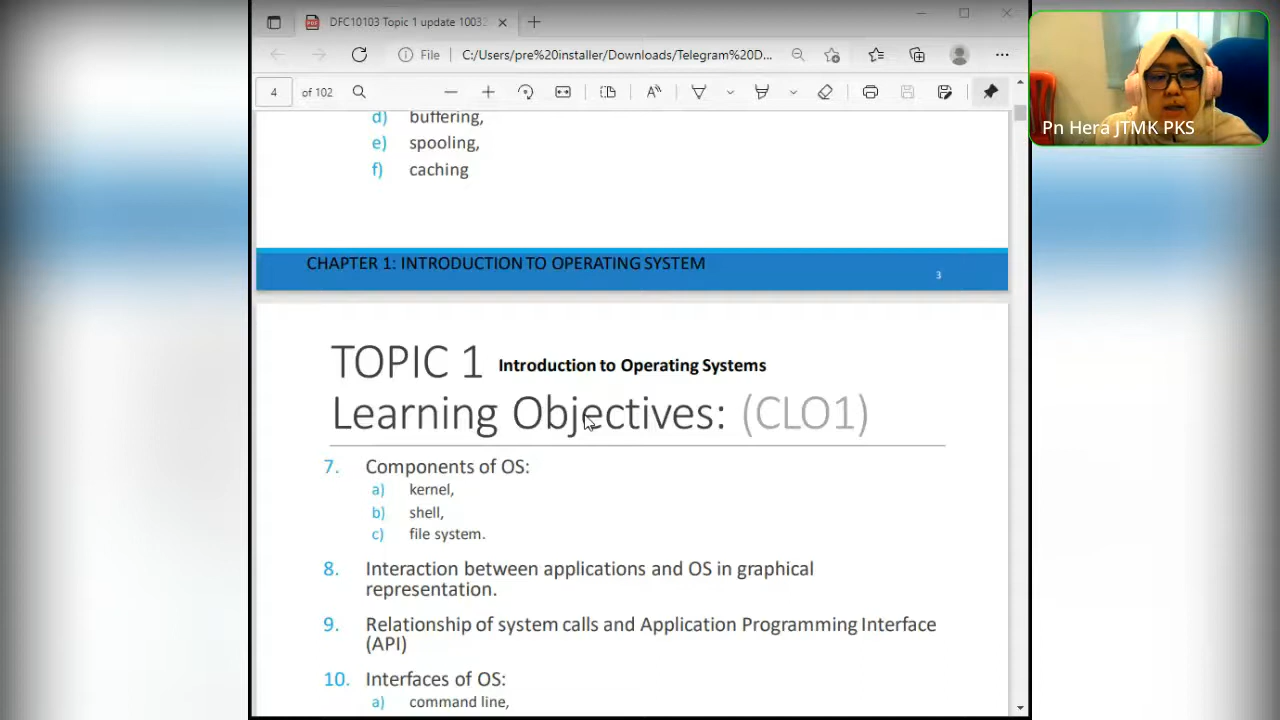 DFC10103 Topic 1 update 1003
File
C:/Users/pre%20installer/Downloads/Telegram%20D...
4
of 102
d) buffering,
e) spooling,
f) caching
CHAPTER 1: INTRODUCTION TO OPERATING SYSTEM
3
TOPIC 1 Introduction to Operating Systems
Learning Objectives: (CLO1)
7. Components of OS:
a) kernel,
b) shell,
c) file system.
8. Interaction between applications and OS in graphical
representation.
9. Relationship of system calls and Application Programming Interface
(API)
10. Interfaces of OS:
a) command line,
Pn Hera JTMK PKS